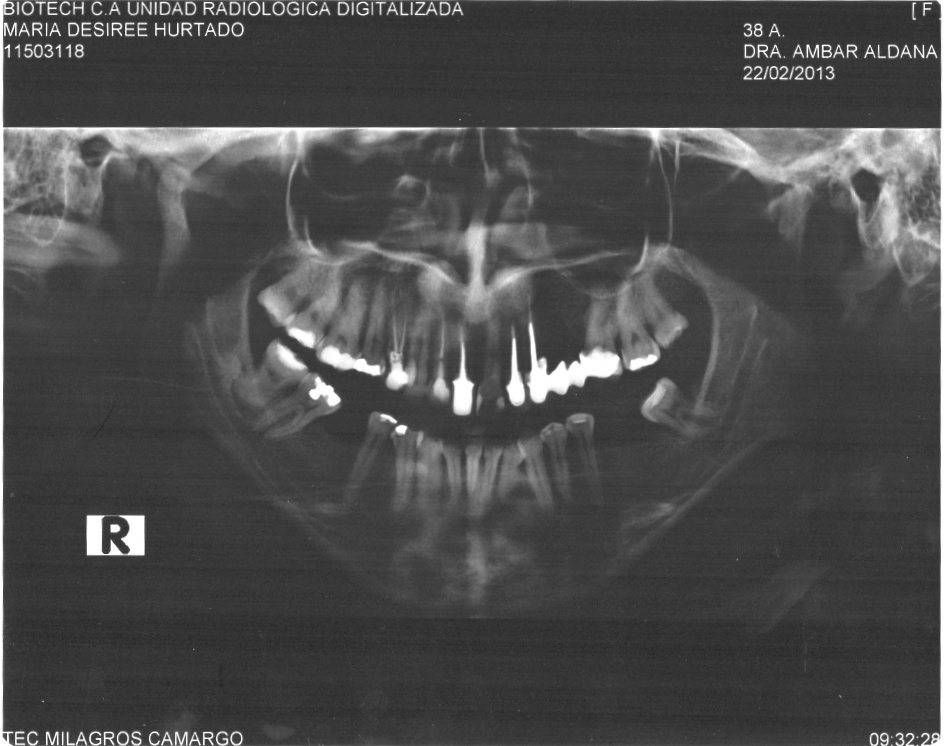 BIOTECH C.A UNIDAD RADIOLOGICA DIGITALIZADA
[ F
MARIA DESIREE HURTADO
38 A.
11503118
DRA. AMBAR ALDANA
22/02/2013
R
TEC MILAGROS CAMARGO
09:32:28